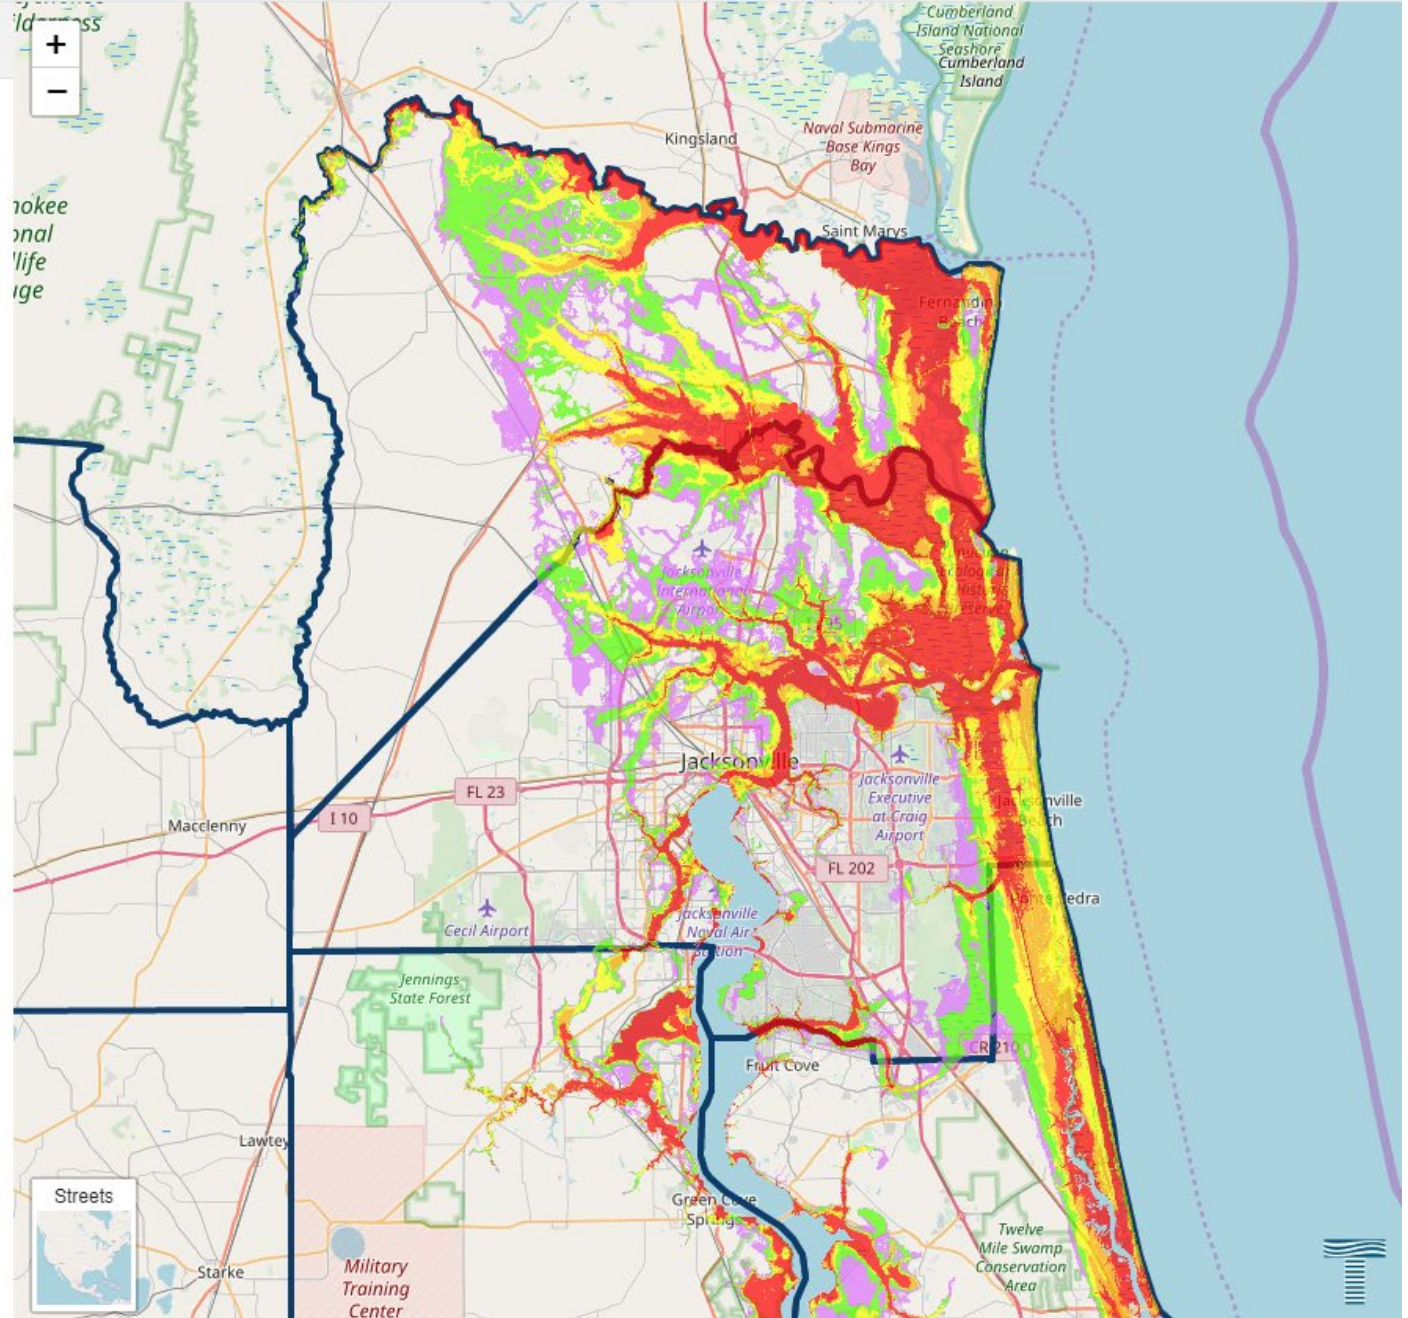 +
−
Cumberland
Island National
Seashore
Cumberland
Island
Kingsland
Naval Submarine
Base Kings
Bay
Saint Marys
Fernandina
Beach
Jacksonville
International
Airport
I 95
Jacksonville
Jacksonville
Executive
at Craig
Airport
FL 23
I 10
Macclenny
FL 202
Cecil Airport
Jacksonville
Naval Air
Station
Jennings
State Forest
CR 210
Fruit Cove
Lawtey
Green Cove
Springs
Streets
Starke
Military
Training
Center
Twelve
Mile Swamp
Conservation
Area